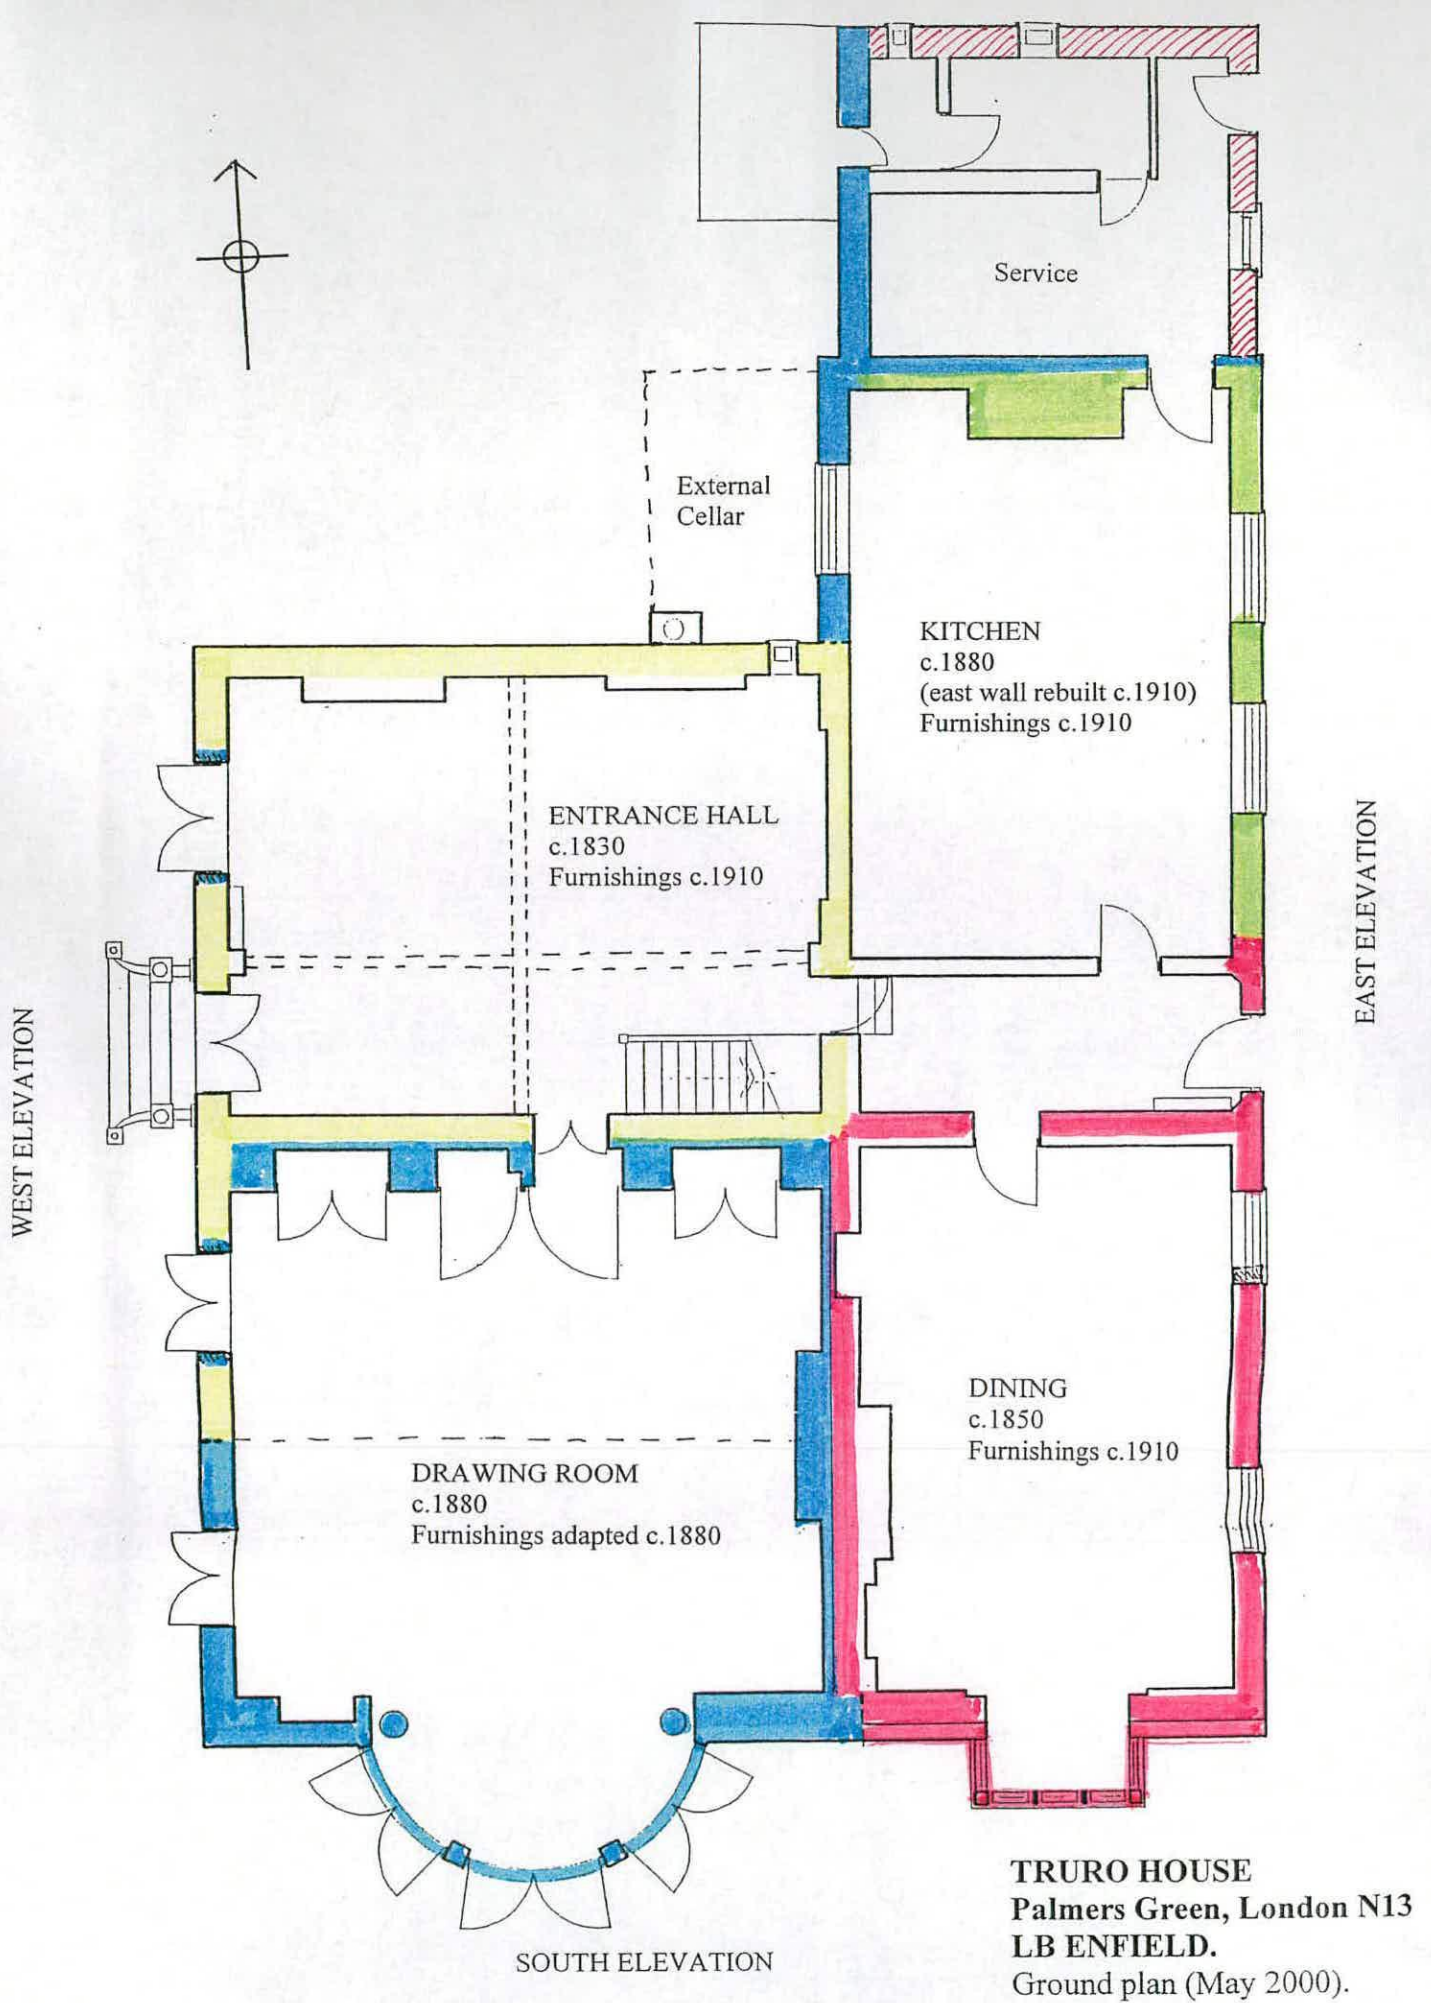 Service
External
Cellar
KITCHEN
c.1880
(east wall rebuilt c.1910)
Furnishings c.1910
ENTRANCE HALL
c.1830
Furnishings c.1910
EAST ELEVATION
WEST ELEVATION
DINING
c.1850
Furnishings c.1910
DRAWING ROOM
c.1880
Furnishings adapted c.1880
SOUTH ELEVATION
TRURO HOUSE
Palmers Green, London N13
LB ENFIELD.
Ground plan (May 2000).